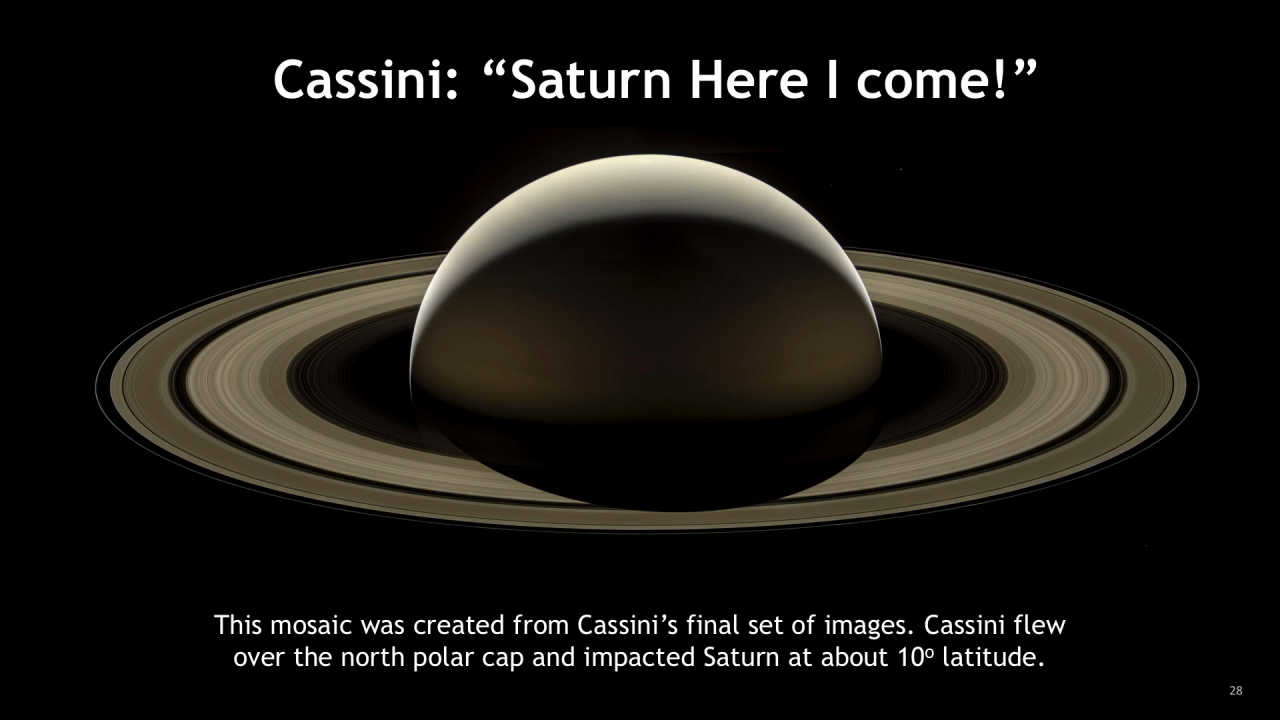 Cassini: “Saturn Here I come!”
This mosaic was created from Cassini’s final set of images. Cassini flew
over the north polar cap and impacted Saturn at about 10º latitude.
28